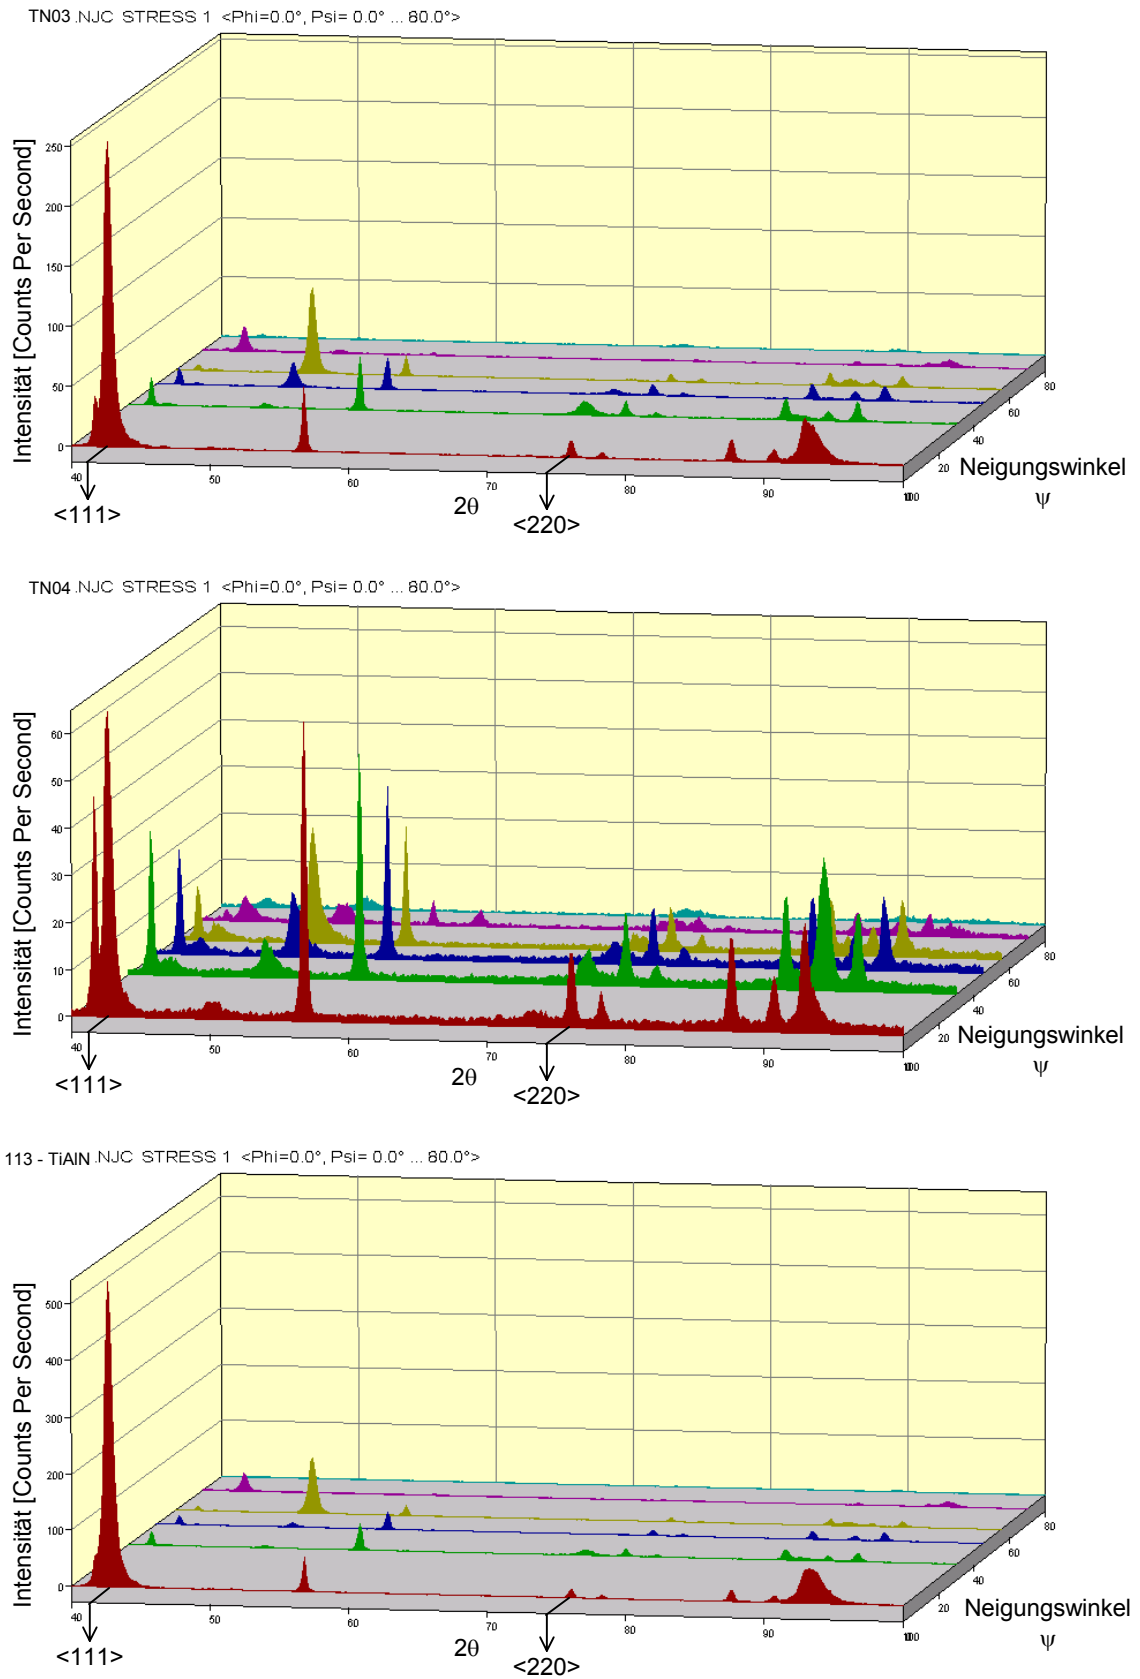 TN03.NJC STRESS 1 <Phi=0.0°, Psi= 0.0° ... 80.0°>
Intensität [Counts Per Second]
250
200
150
100
50
0
40 50 60 70 80 90 100
20 40 60 80
Neigungswinkel
ψ
2θ
<111>
<220>
TN04.NJC STRESS 1 <Phi=0.0°, Psi= 0.0° ... 80.0°>
Intensität [Counts Per Second]
60
50
40
30
20
10
0
40 50 60 70 80 90 100
20 40 60 80
Neigungswinkel
ψ
2θ
<111>
<220>
113 - TiAlN.NJC STRESS 1 <Phi=0.0°, Psi= 0.0° ... 80.0°>
Intensität [Counts Per Second]
500
400
300
200
100
0
40 50 60 70 80 90 100
20 40 60 80
Neigungswinkel
ψ
2θ
<111>
<220>